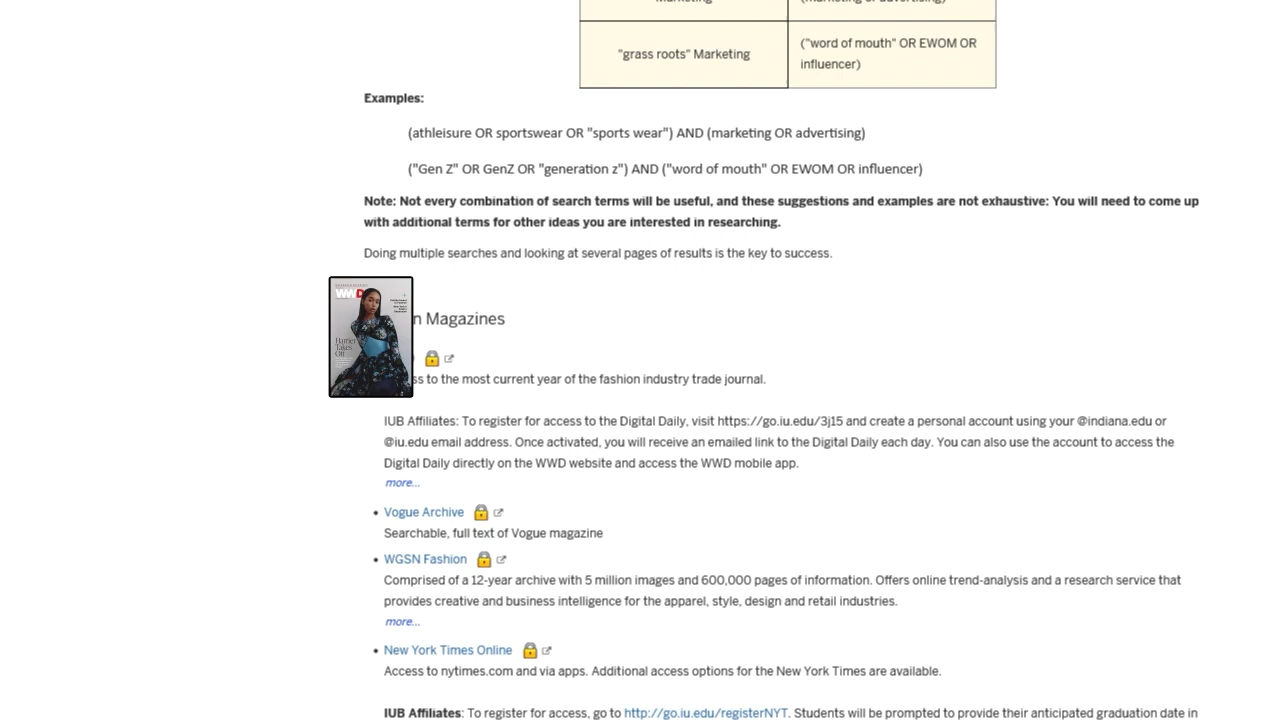 "grass roots" Marketing
("word of mouth" OR EWOM OR
influencer)
Examples:
(athleisure OR sportswear OR "sports wear") AND (marketing OR advertising)
("Gen Z" OR GenZ OR "generation z") AND ("word of mouth" OR EWOM OR influencer)
Note: Not every combination of search terms will be useful, and these suggestions and examples are not exhaustive: You will need to come up
with additional terms for other ideas you are interested in researching.
Doing multiple searches and looking at several pages of results is the key to success.
WWD
Harrier
Takes
Off
n Magazines
ss to the most current year of the fashion industry trade journal.
IUB Affiliates: To register for access to the Digital Daily, visit https://go.iu.edu/3j15 and create a personal account using your @indiana.edu or
@iu.edu email address. Once activated, you will receive an emailed link to the Digital Daily each day. You can also use the account to access the
Digital Daily directly on the WWD website and access the WWD mobile app.
more...
• Vogue Archive
Searchable, full text of Vogue magazine
• WGSN Fashion
Comprised of a 12-year archive with 5 million images and 600,000 pages of information. Offers online trend-analysis and a research service that
provides creative and business intelligence for the apparel, style, design and retail industries.
more...
• New York Times Online
Access to nytimes.com and via apps. Additional access options for the New York Times are available.
IUB Affiliates: To register for access, go to http://go.iu.edu/registerNYT. Students will be prompted to provide their anticipated graduation date in